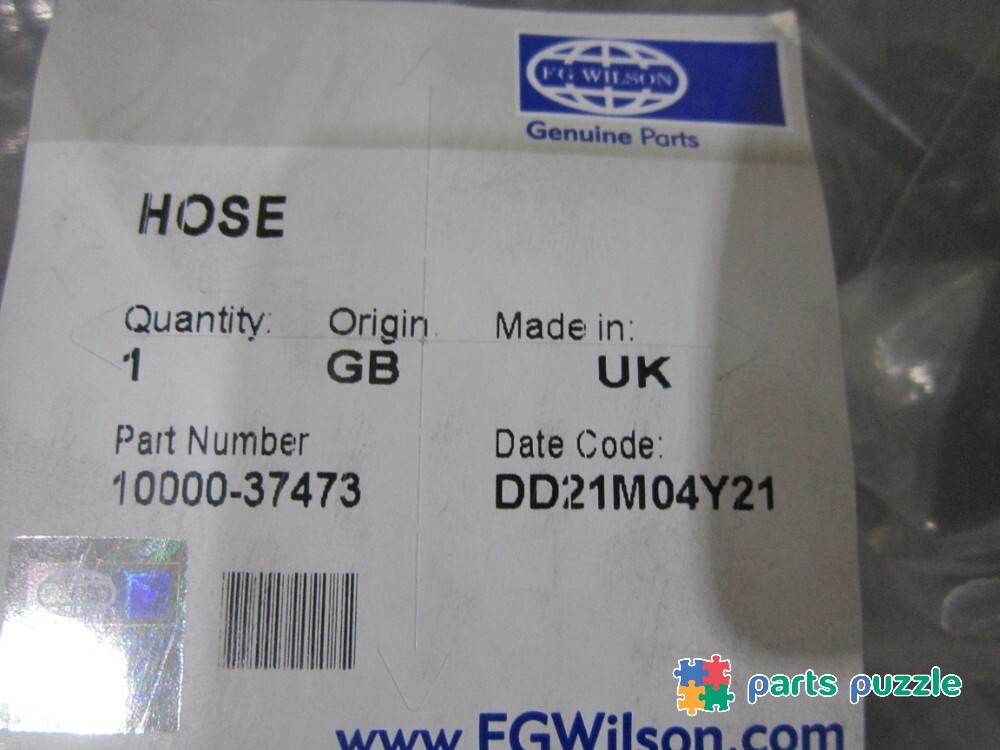 FG WILSON
Genuine Parts
HOSE
Quantity: Origin. Made in:
1 GB UK
Part Number Date Code:
10000-37473 DD21M04Y21
www.FGWilson.com
parts puzzle